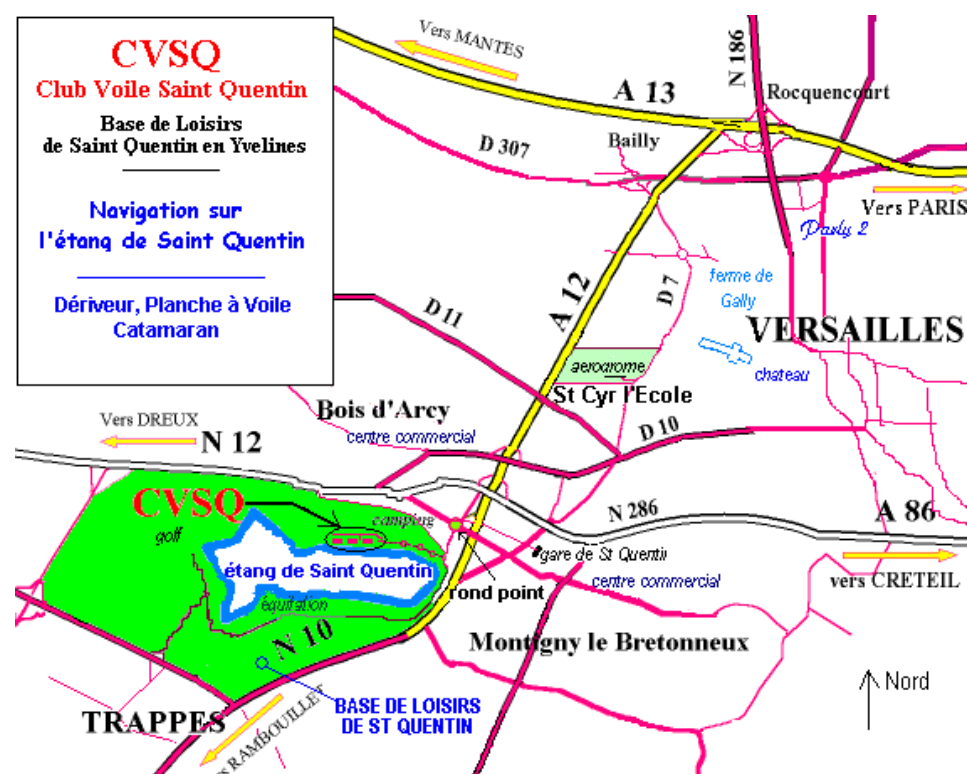 CVSQ
Club Voile Saint Quentin
Base de Loisirs
de Saint Quentin en Yvelines
Navigation sur
l'étang de Saint Quentin
Dériveur, Planche à Voile
Catamaran
Vers MANTES
A 13
N 186
Rocquencourt
D 307
Bailly
Vers PARIS
Parly 2
A 12
D 7
ferme de
Gally
D 11
VERSAILLES
aerodrome
chateau
St Cyr l'Ecole
Bois d'Arcy
Vers DREUX
N 12
centre commercial
D 10
CVSQ
camping
N 286
A 86
golf
gare de St Quentin
étang de Saint Quentin
rond point
centre commercial
vers CRETEIL
équitation
N 10
Montigny le Bretonneux
Nord
BASE DE LOISIRS
DE ST QUENTIN
TRAPPES
Vers RAMBOUILLET